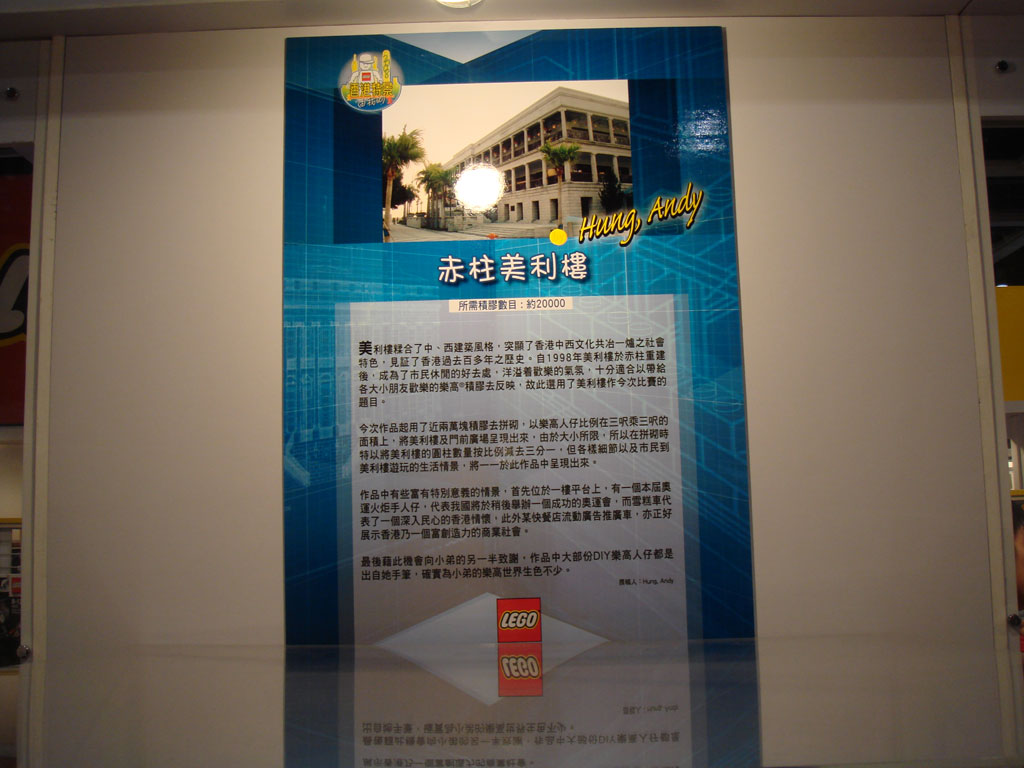 香港特景
Hung, Andy
赤柱美利樓
所需積膠數目：約20000
美利樓糅合了中、西建築風格，突顯了香港中西文化共冶一爐之社會
特色，見証了香港過去百多年之歷史。自1998年美利樓於赤柱重建
後，成為了市民休閒的好去處，洋溢着歡樂的氣氛，十分適合以帶給
各大小朋友歡樂的樂高®積膠去反映，故此選用了美利樓作今次比賽的
題目。
今次作品起用了近兩萬塊積膠去拼砌，以樂高人仔比例在三呎乘三呎的
面積上，將美利樓及門前廣場呈現出來，由於大小所限，所以在拼砌時
特以將美利樓的圓柱數量按比例減去三分一，但各樣細節以及市民到
美利樓遊玩的生活情景，將一一於此作品中呈現出來。
作品中有些富有特別意義的情景，首先位於一樓平台上，有一個本屆奧
運火炬手人仔，代表我國將於稍後舉辦一個成功的奧運會，而雪糕車代
表了一個深入民心的香港情懷，此外某快餐店流動廣告推廣車，亦正好
展示香港乃一個富創造力的商業社會。
最後藉此機會向小弟的另一半致謝，作品中大部份DIY樂高人仔都是
出自她手筆，確實為小弟的樂高世界生色不少。
撰稿人：Hung, Andy
LEGO